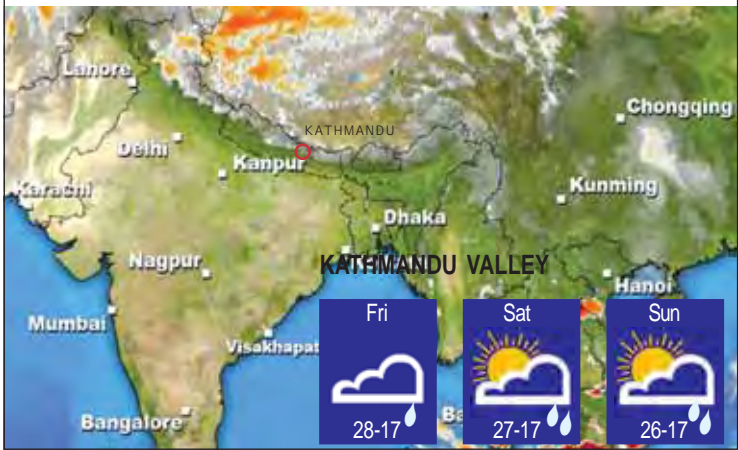 Lahore
Chongqing
KATHMANDU
Delhi
Kanpur
Karachi
Kunming
Dhaka
Nagpur
KATHMANDU VALLEY
Hanoi
Mumbai
Visakhapat
Bangalore
Ba
Fri
28-17
Sat
27-17
Sun
26-17